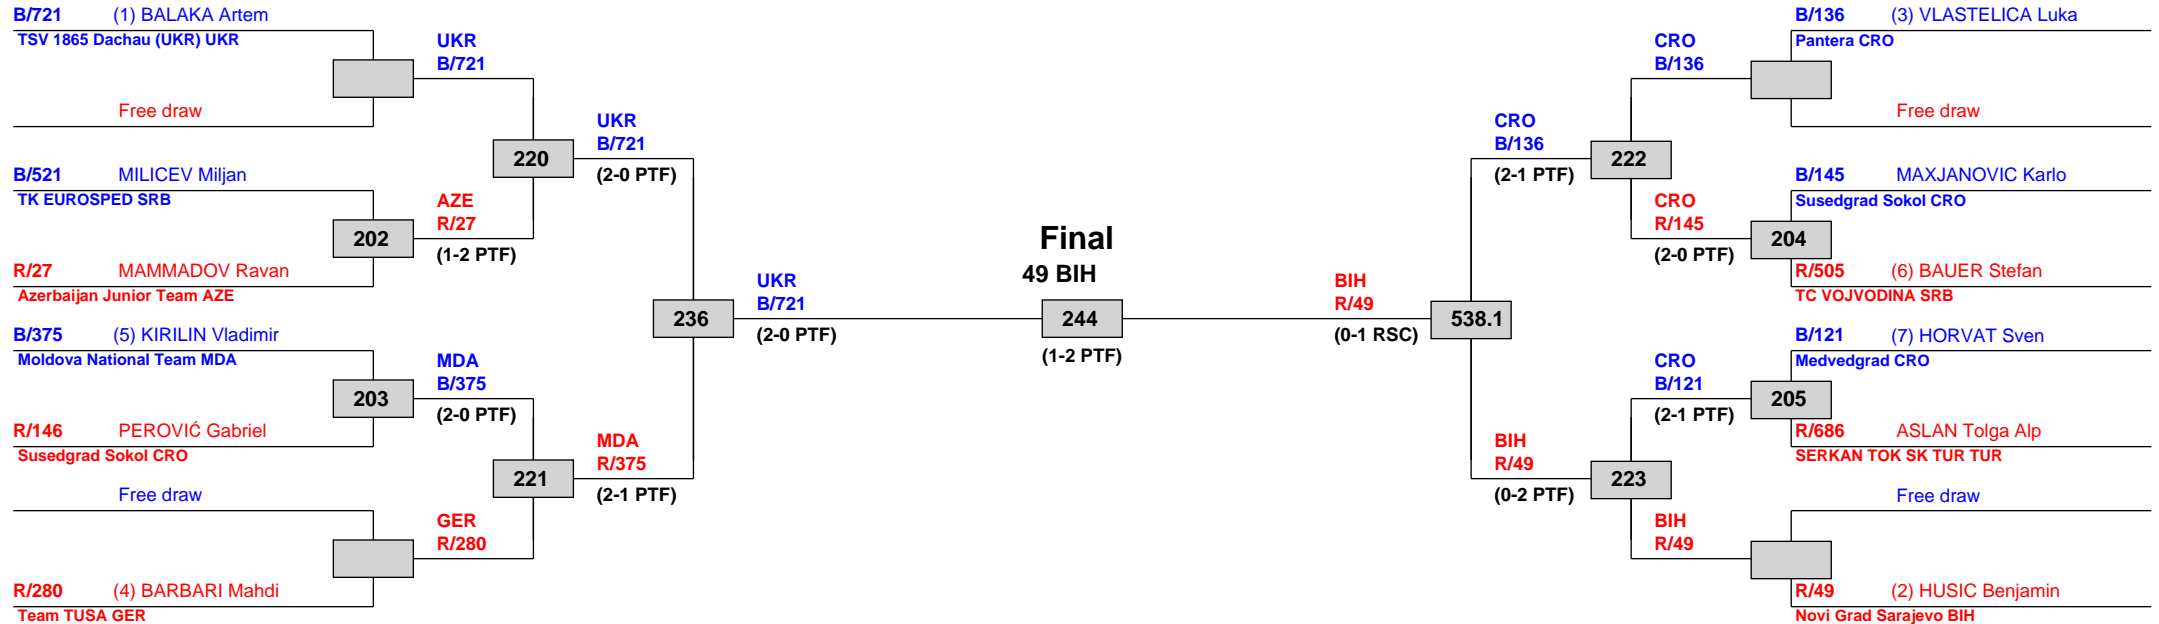 B/721 (1) BALAKA Artem
TSV 1865 Dachau (UKR) UKR
UKR
B/721
Free draw
UKR
B/721
220
(2-0 PTF)
B/521 MILICEV Miljan
TK EUROSPED SRB
AZE
R/27
202
(1-2 PTF)
R/27 MAMMADOV Ravan
Azerbaijan Junior Team AZE
UKR
B/721
236
(2-0 PTF)
B/375 (5) KIRILIN Vladimir
Moldova National Team MDA
MDA
B/375
203
(2-0 PTF)
R/146 PEROVIĆ Gabriel
Susedgrad Sokol CRO
MDA
R/375
221
(2-1 PTF)
Free draw
GER
R/280
R/280 (4) BARBARI Mahdi
Team TUSA GER
Final
49 BIH
244
(1-2 PTF)
B/136 (3) VLASTELICA Luka
Pantera CRO
CRO
B/136
Free draw
CRO
B/136
222
(2-1 PTF)
B/145 MAXJANOVIC Karlo
Susedgrad Sokol CRO
CRO
R/145
204
(2-0 PTF)
R/505 (6) BAUER Stefan
TC VOJVODINA SRB
BIH
R/49
538.1
(0-1 RSC)
B/121 (7) HORVAT Sven
Medvedgrad CRO
CRO
B/121
205
(2-1 PTF)
R/686 ASLAN Tolga Alp
SERKAN TOK SK TUR TUR
BIH
R/49
223
(0-2 PTF)
Free draw
BIH
R/49
R/49 (2) HUSIC Benjamin
Novi Grad Sarajevo BIH